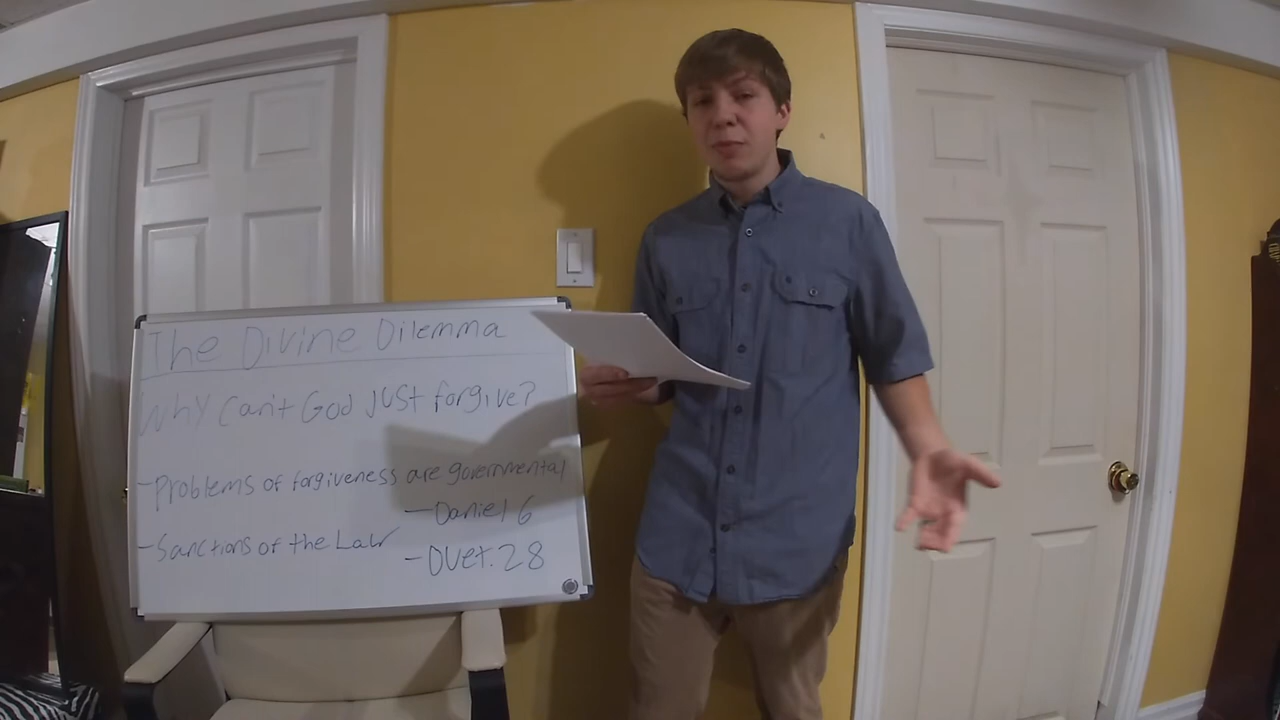 The Divine Dilemma
Why Can't God Just forgive?
-Problems of forgiveness are governmental
-Daniel 6
-Sanctions of the Law
-Duet. 28